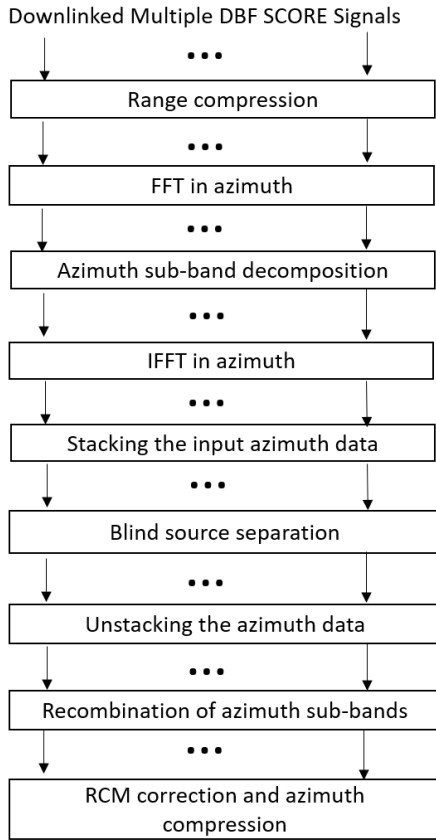 Downlinked Multiple DBF SCORE Signals
Range compression
FFT in azimuth
Azimuth sub-band decomposition
IFFT in azimuth
Stacking the input azimuth data
Blind source separation
Unstacking the azimuth data
Recombination of azimuth sub-bands
RCM correction and azimuth
compression